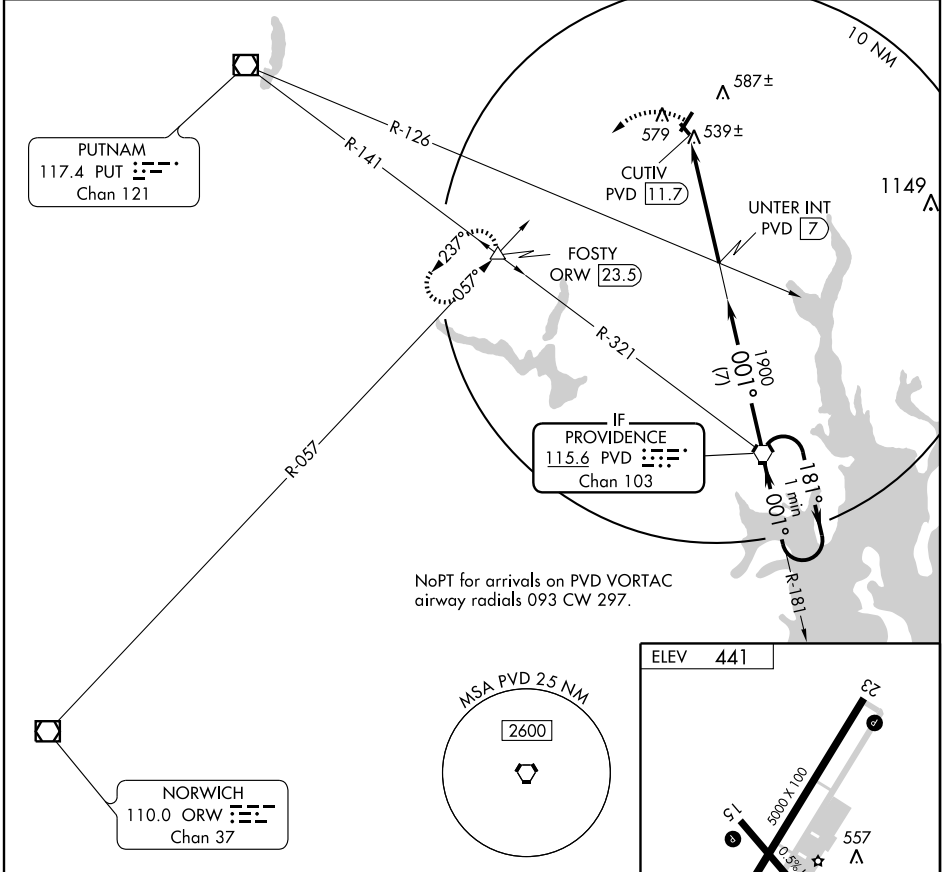 10 NM
587±
579
539±
CUTIV
PVD 11.7
1149
R-126
R-141
PUTNAM
117.4 PUT
Chan 121
UNTER INT
PVD 7
237°
057°
FOSTY
ORW 23.5
R-321
1900
001°
(7)
R-057
IF
PROVIDENCE
115.6 PVD
Chan 103
181°
1 min
001°
R-181
NoPT for arrivals on PVD VORTAC
airway radials 093 CW 297.
MSA PVD 25 NM
2600
NORWICH
110.0 ORW
Chan 37
ELEV 441
23
P
5000 X 100
15
P
0.5%
557